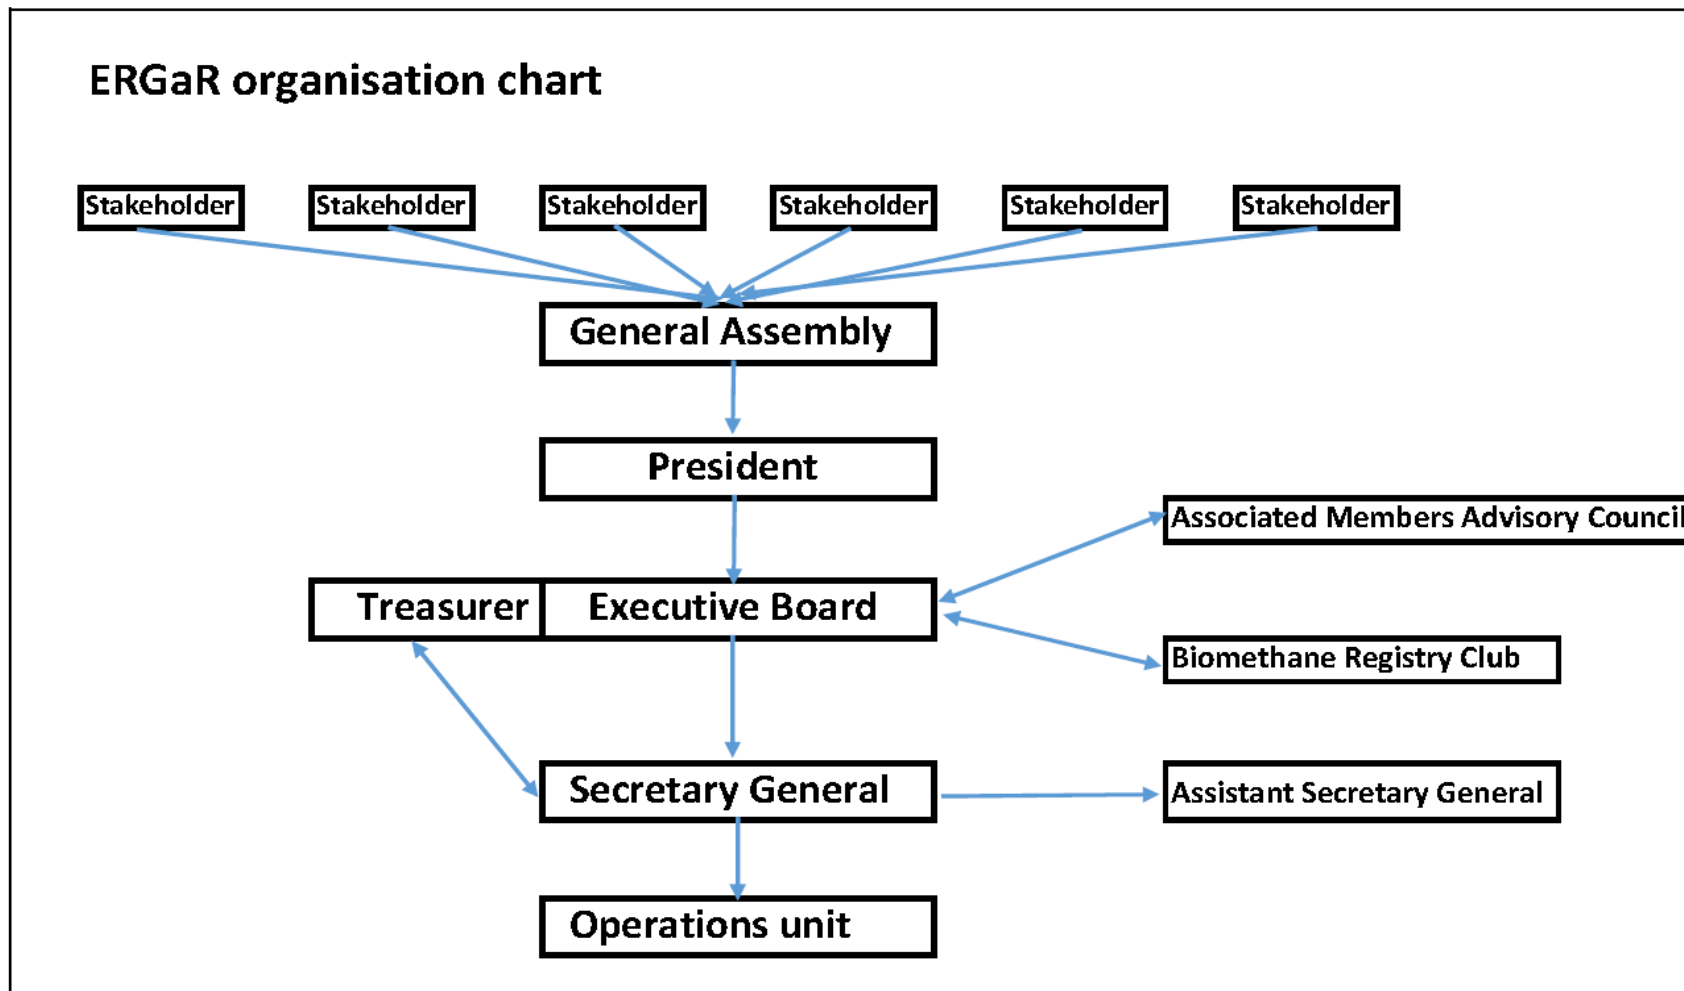 ERGaR organisation chart
Stakeholder
Stakeholder
Stakeholder
Stakeholder
Stakeholder
Stakeholder
General Assembly
President
Associated Members Advisory Council
Treasurer
Executive Board
Biomethane Registry Club
Secretary General
Assistant Secretary General
Operations unit